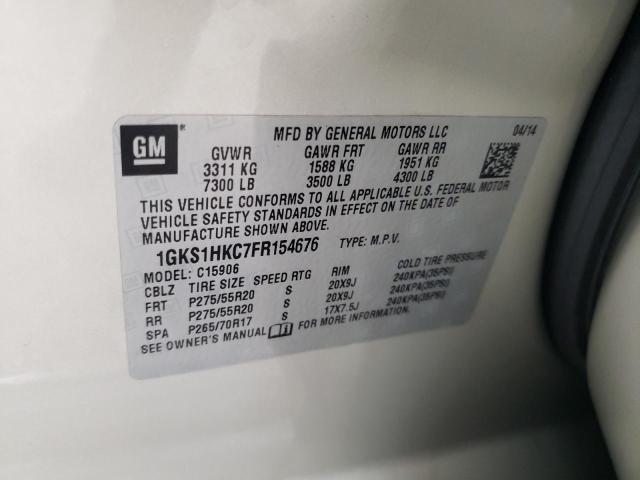 GM
®
MFD BY GENERAL MOTORS LLC 04/14
GVWR GAWR FRT GAWR RR
3311 KG 1588 KG 1951 KG
7300 LB 3500 LB 4300 LB
THIS VEHICLE CONFORMS TO ALL APPLICABLE U.S. FEDERAL MOTOR
VEHICLE SAFETY STANDARDS IN EFFECT ON THE DATE OF
MANUFACTURE SHOWN ABOVE.
1GKS1HKC7FR154676 TYPE: M.P.V.
MODEL: C15906
CBLZ TIRE SIZE SPEED RTG RIM COLD TIRE PRESSURE
FRT P275/55R20 S 20X9J 240KPA(35PSI)
RR P275/55R20 S 20X9J 240KPA(35PSI)
SPA P265/70R17 S 17X7.5J 240KPA(35PSI)
SEE OWNER'S MANUAL FOR MORE INFORMATION.